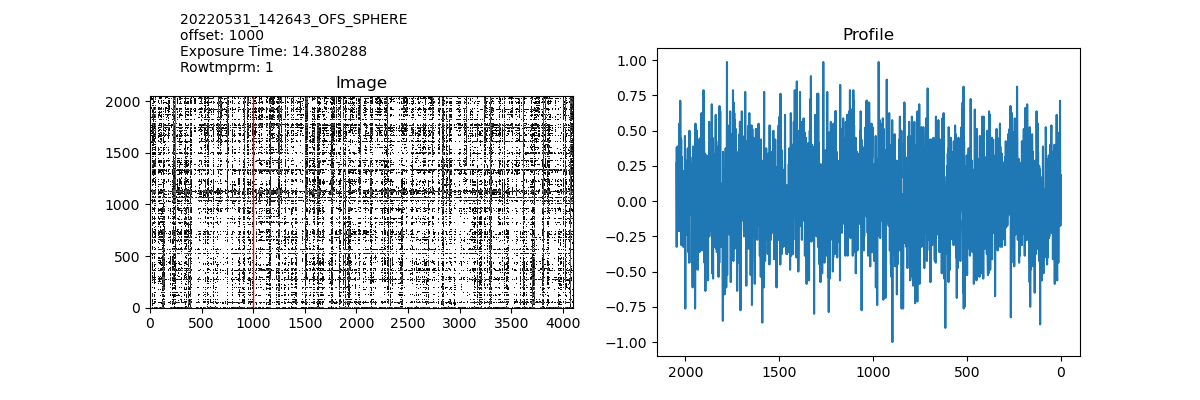 20220531_142643_OFS_SPHERE
offset: 1000
Exposure Time: 14.380288
Rowtmprm: 1
Image
2000
1500
1000
500
0
0 500 1000 1500 2000 2500 3000 3500 4000
Profile
1.00
0.75
0.50
0.25
0.00
−0.25
−0.50
−0.75
−1.00
2000 1500 1000 500 0